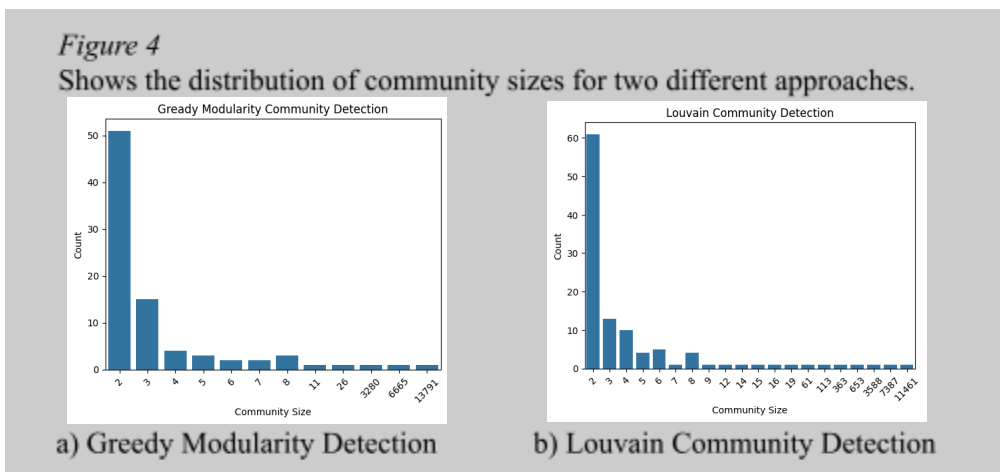 Figure 4
Shows the distribution of community sizes for two different approaches.
Gready Modularity Community Detection
50
40
30
20
10
0
Count
2 3 4 5 6 7 8 11 26 3280 6665 13791
Community Size
a) Greedy Modularity Detection
Louvain Community Detection
60
50
40
30
20
10
0
Count
2 3 4 5 6 7 8 9 12 14 15 16 19 61 113 363 653 3588 7387 11461
Community Size
b) Louvain Community Detection